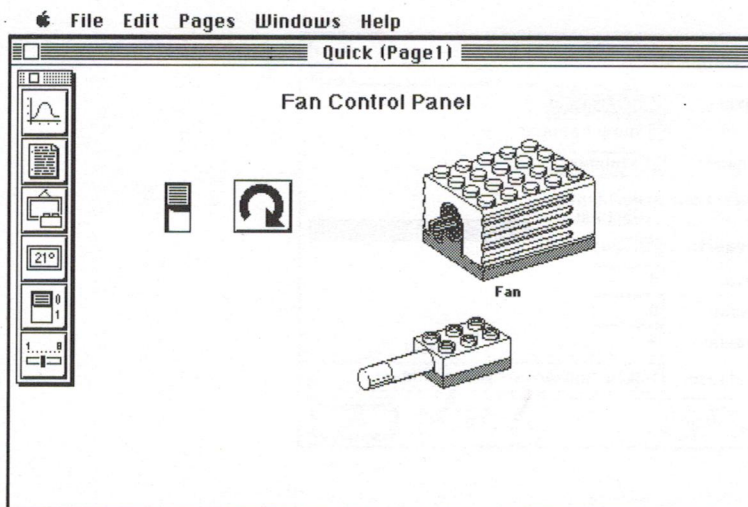 File Edit Pages Windows Help
Quick (Page1)
Fan Control Panel
21°
0
1
1 8
Fan